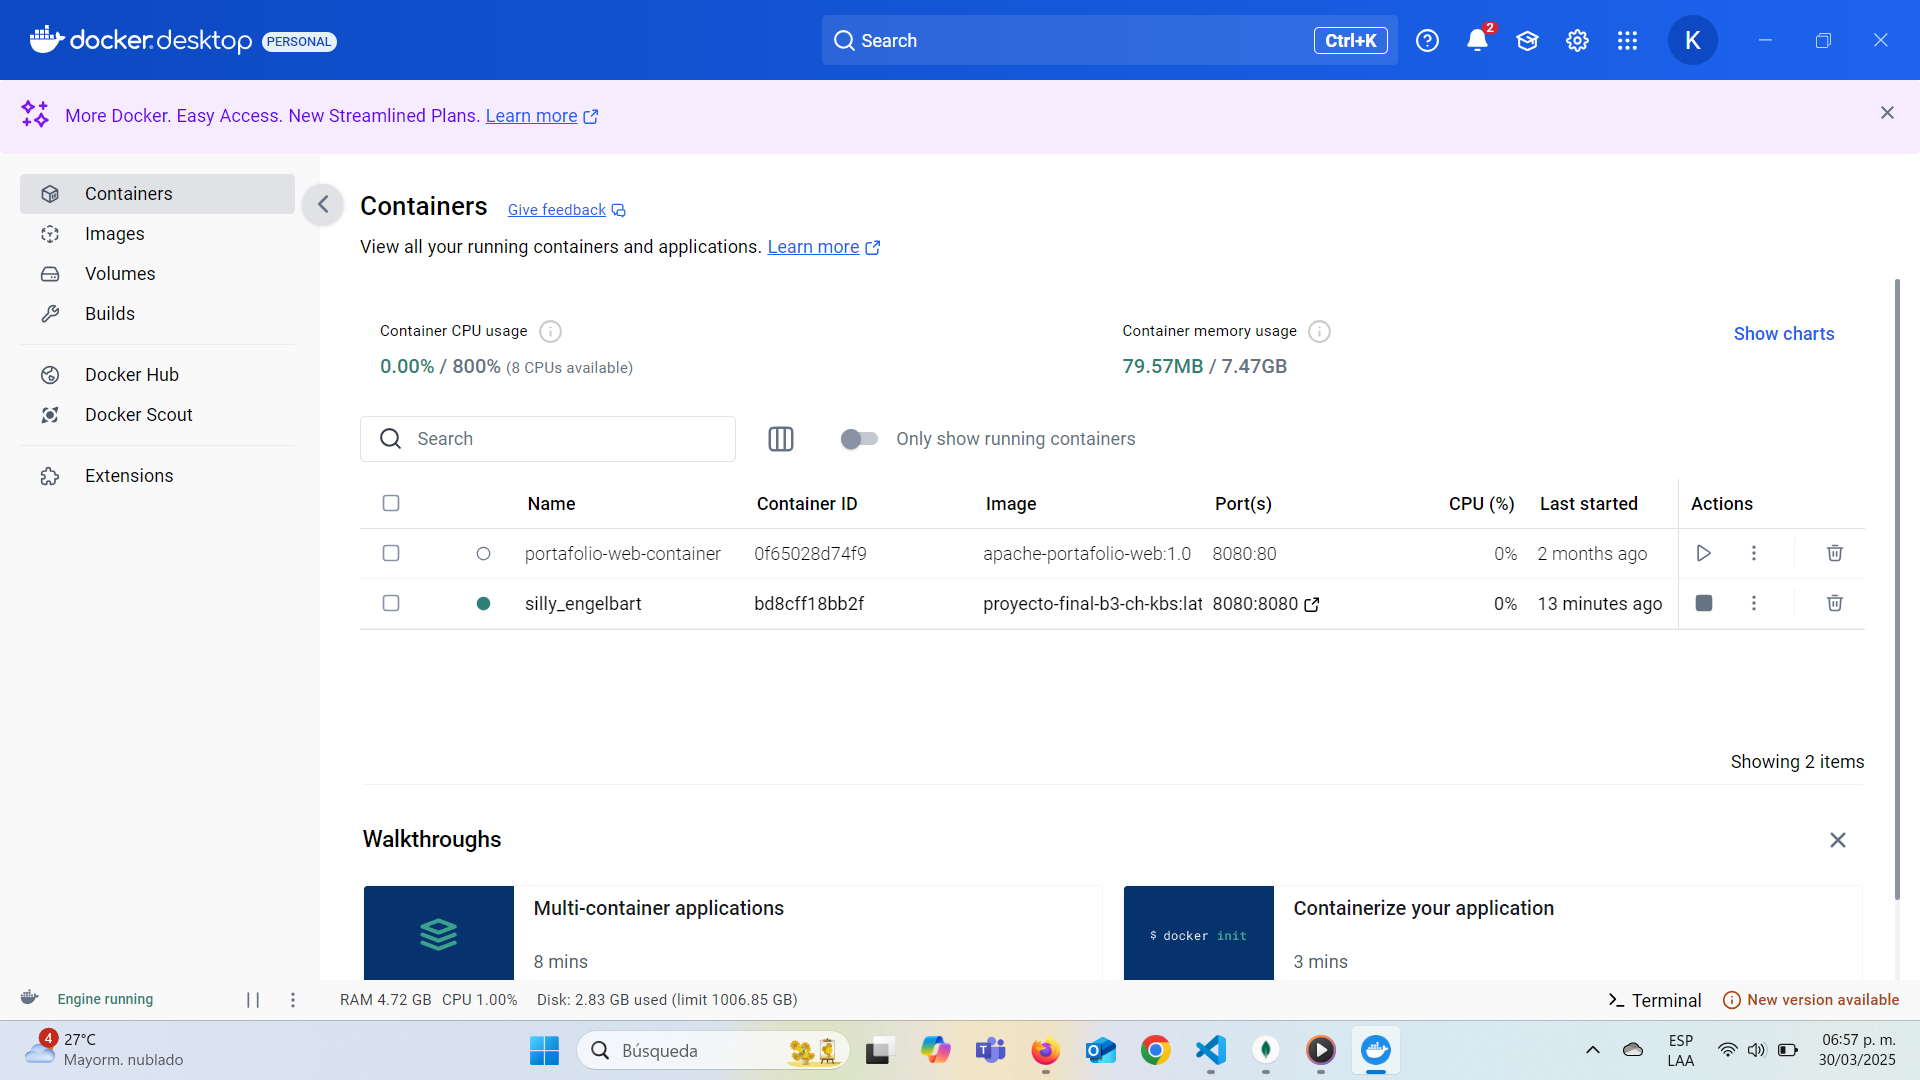 docker.desktop PERSONAL
Search Ctrl+K
2
K
More Docker. Easy Access. New Streamlined Plans. Learn more
Containers
Images
Volumes
Builds
Docker Hub
Docker Scout
Extensions
Containers Give feedback
View all your running containers and applications. Learn more
Container CPU usage
0.00% / 800% (8 CPUs available)
Container memory usage
79.57MB / 7.47GB
Show charts
Search
Only show running containers
Name Container ID Image Port(s) CPU (%) Last started Actions
portafolio-web-container 0f65028d74f9 apache-portafolio-web:1.0 8080:80 0% 2 months ago
silly_engelbart bd8cff18bb2f proyecto-final-b3-ch-kbs:lat 8080:8080 0% 13 minutes ago
Showing 2 items
Walkthroughs
Multi-container applications
8 mins
$ docker init
Containerize your application
3 mins
Engine running
RAM 4.72 GB CPU 1.00% Disk: 2.83 GB used (limit 1006.85 GB)
Terminal
New version available
4
27°C
Mayorm. nublado
Búsqueda
ESP
LAA
06:57 p. m.
30/03/2025